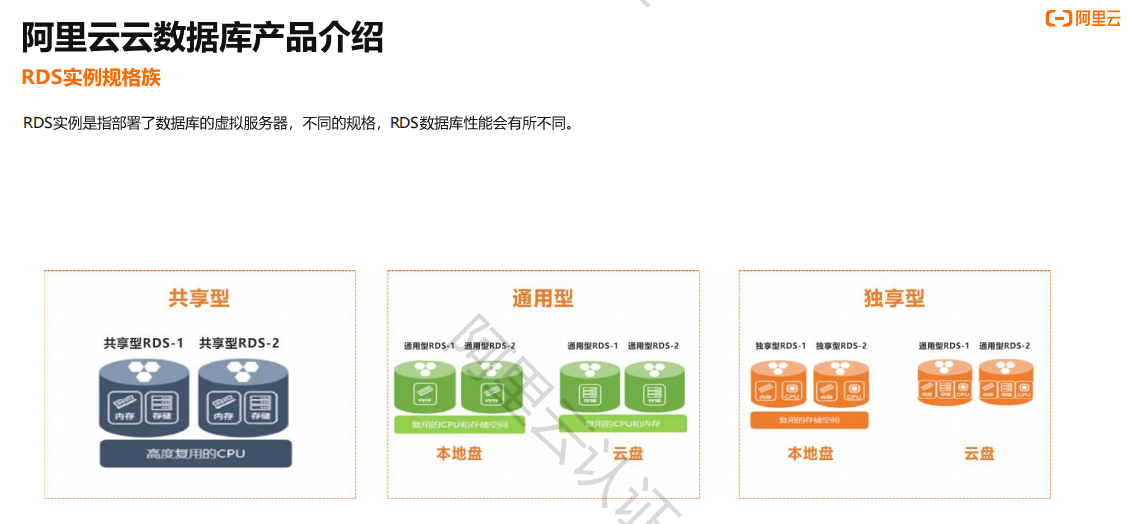 阿里云云数据库产品介绍
阿里云
RDS实例规格族
RDS实例是指部署了数据库的虚拟服务器，不同的规格，RDS数据库性能会有所不同。
共享型
共享型RDS-1 共享型RDS-2
内存 存储 内存 存储
高度复用的CPU
通用型
通用型RDS-1 通用型RDS-2 通用型RDS-1 通用型RDS-2
内存 内存 存储 存储
复用的CPU和存储空间 复用的CPU和内存
本地盘 云盘
独享型
独享型RDS-1 独享型RDS-2 通用型RDS-1 通用型RDS-2
内存 CPU 内存 CPU 内存 存储 CPU 内存 存储 CPU
复用的存储空间
本地盘 云盘
阿里云认证